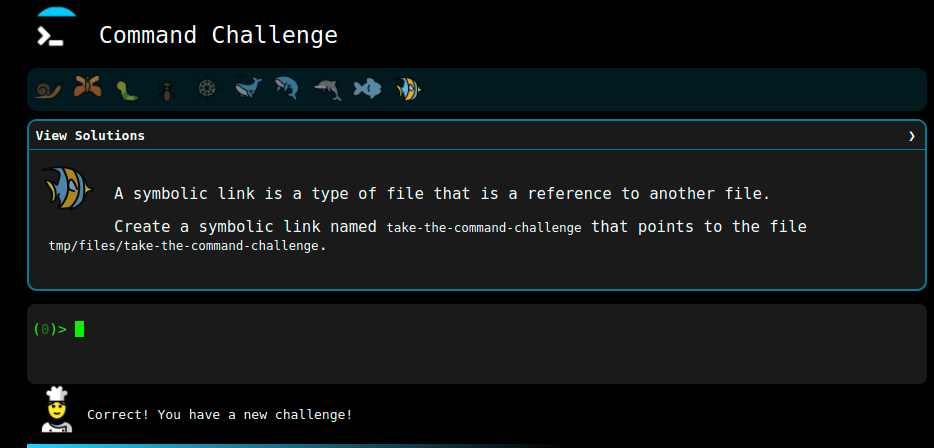 Command Challenge
View Solutions ❯
A symbolic link is a type of file that is a reference to another file.
Create a symbolic link named take-the-command-challenge that points to the file
tmp/files/take-the-command-challenge.
(0)>
Correct! You have a new challenge!